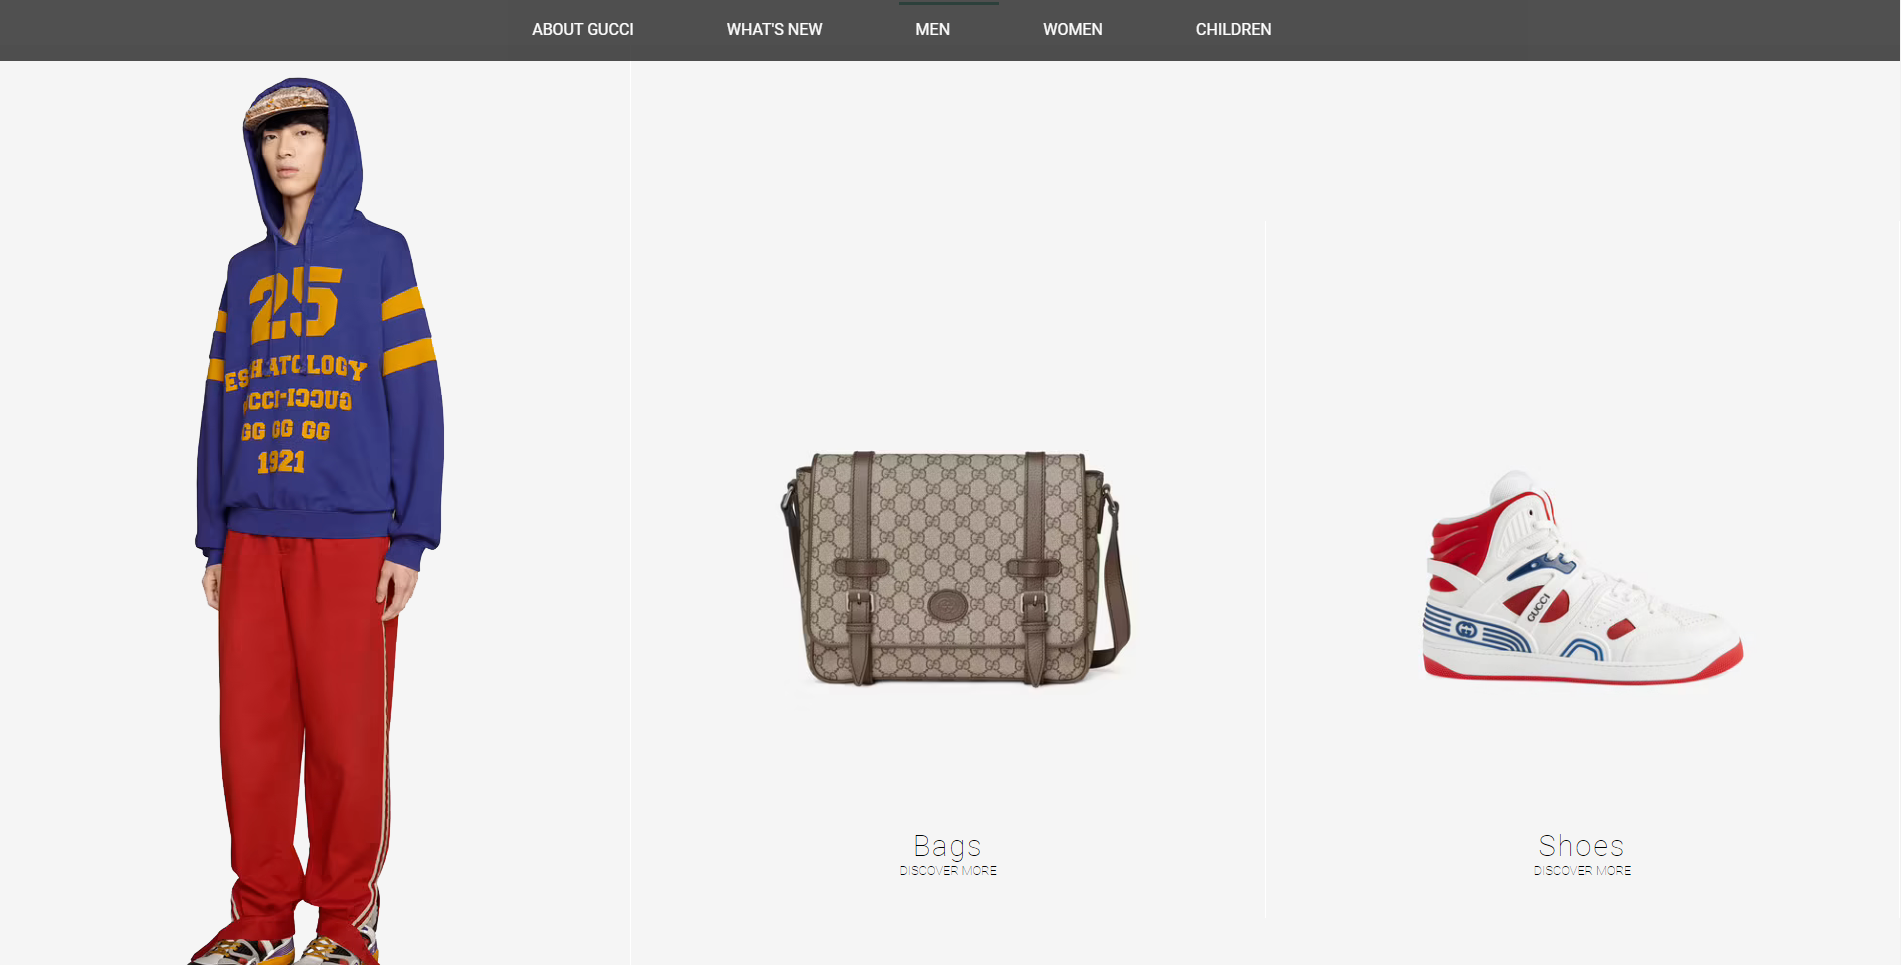 ABOUT GUCCI
WHAT'S NEW
MEN
WOMEN
CHILDREN
25
ESCHATOLOGY
GUCCI-IƆƆUG
GG GG GG
1921
GUCCI
Bags
DISCOVER MORE
Shoes
DISCOVER MORE